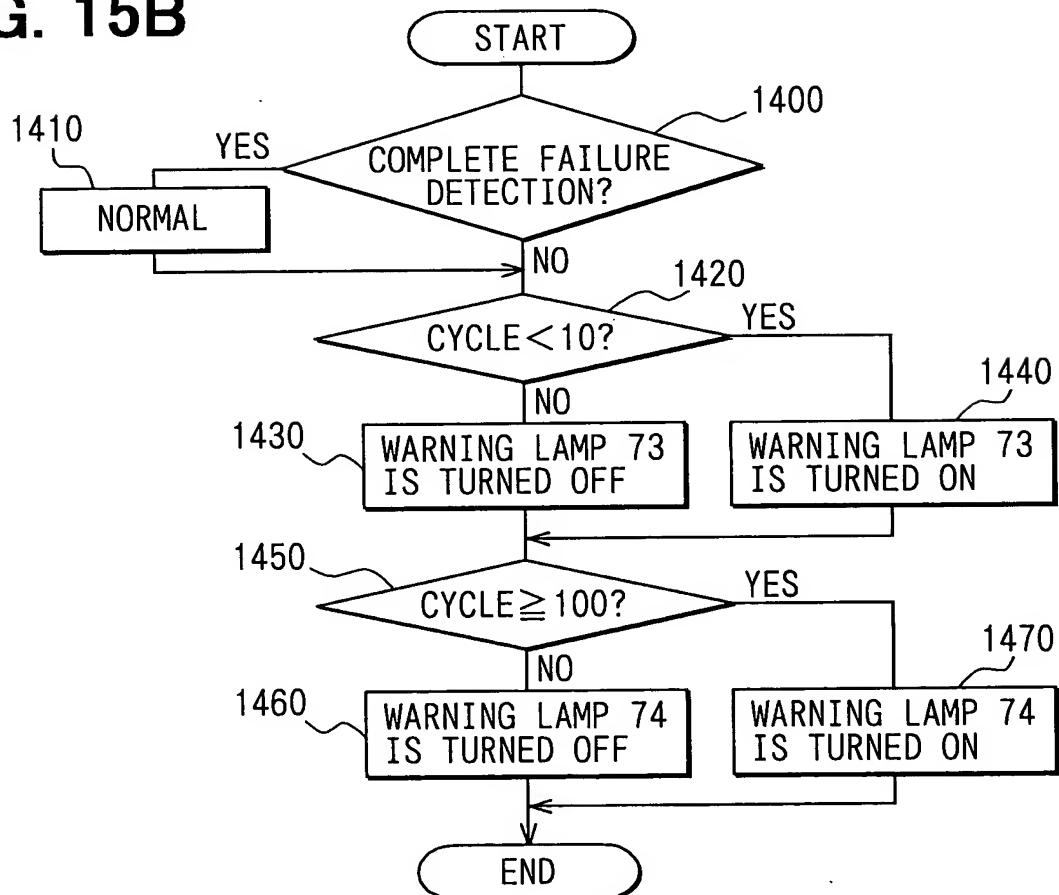 G. 15B
START
1400
1410
YES
COMPLETE FAILURE
DETECTION?
NORMAL
NO
1420
CYCLE<10?
YES
NO
1440
1430
WARNING LAMP 73
IS TURNED OFF
WARNING LAMP 73
IS TURNED ON
1450
CYCLE≧100?
YES
NO
1470
1460
WARNING LAMP 74
IS TURNED OFF
WARNING LAMP 74
IS TURNED ON
END